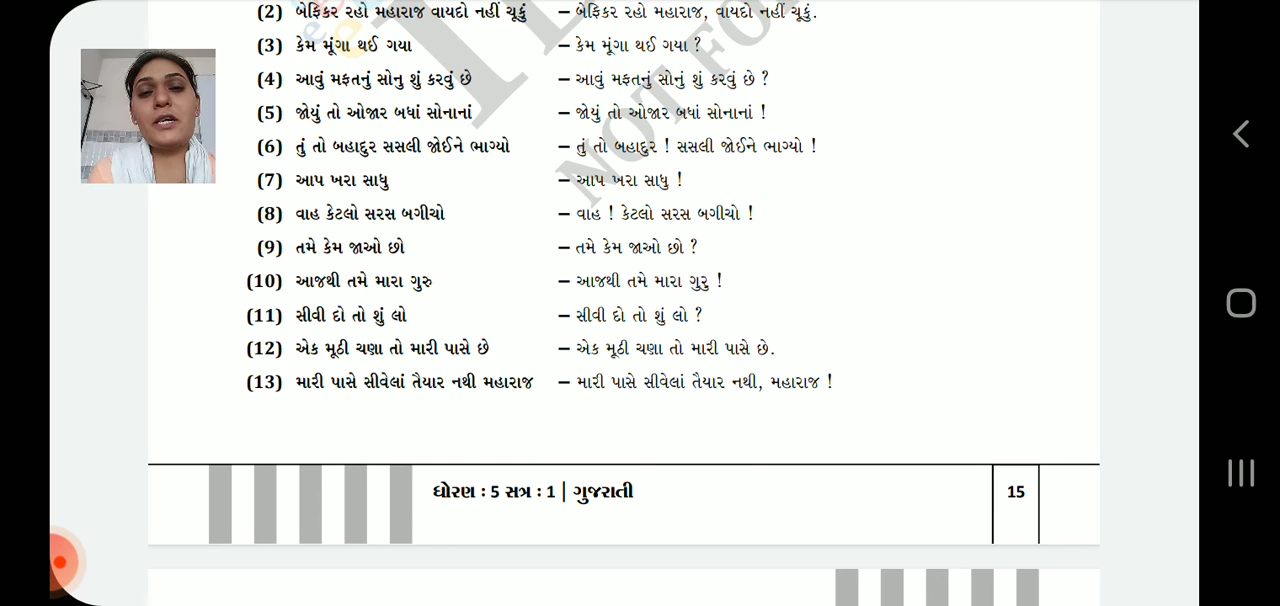 (2) બેફિકર રહો મહારાજ વાયદો નહીં ચૂકું – બેફિકર રહો મહારાજ, વાયદો નહીં ચૂકું.
(3) કેમ મૂંગા થઈ ગયા – કેમ મૂંગા થઈ ગયા ?
(4) આવું મફતનું સોનુ શું કરવું છે – આવું મફતનું સોનું શું કરવું છે ?
(5) જોયું તો ઓજાર બધાં સોનાનાં – જોયું તો ઓજાર બધાં સોનાનાં !
(6) તું તો બહાદુર સસલી જોઈને ભાગ્યો – તું તો બહાદુર ! સસલી જોઈને ભાગ્યો !
(7) આપ ખરા સાધુ – આપ ખરા સાધુ !
(8) વાહ કેટલો સરસ બગીચો – વાહ ! કેટલો સરસ બગીચો !
(9) તમે કેમ જાઓ છો – તમે કેમ જાઓ છો ?
(10) આજથી તમે મારા ગુરુ – આજથી તમે મારા ગુરુ !
(11) સીવી દો તો શું લો – સીવી દો તો શું લો ?
(12) એક મૂઠી ચણા તો મારી પાસે છે – એક મૂઠી ચણા તો મારી પાસે છે.
(13) મારી પાસે સીવેલાં તૈયાર નથી મહારાજ – મારી પાસે સીવેલાં તૈયાર નથી, મહારાજ !
ધોરણ : 5 સત્ર : 1 | ગુજરાતી 15
NOT FO